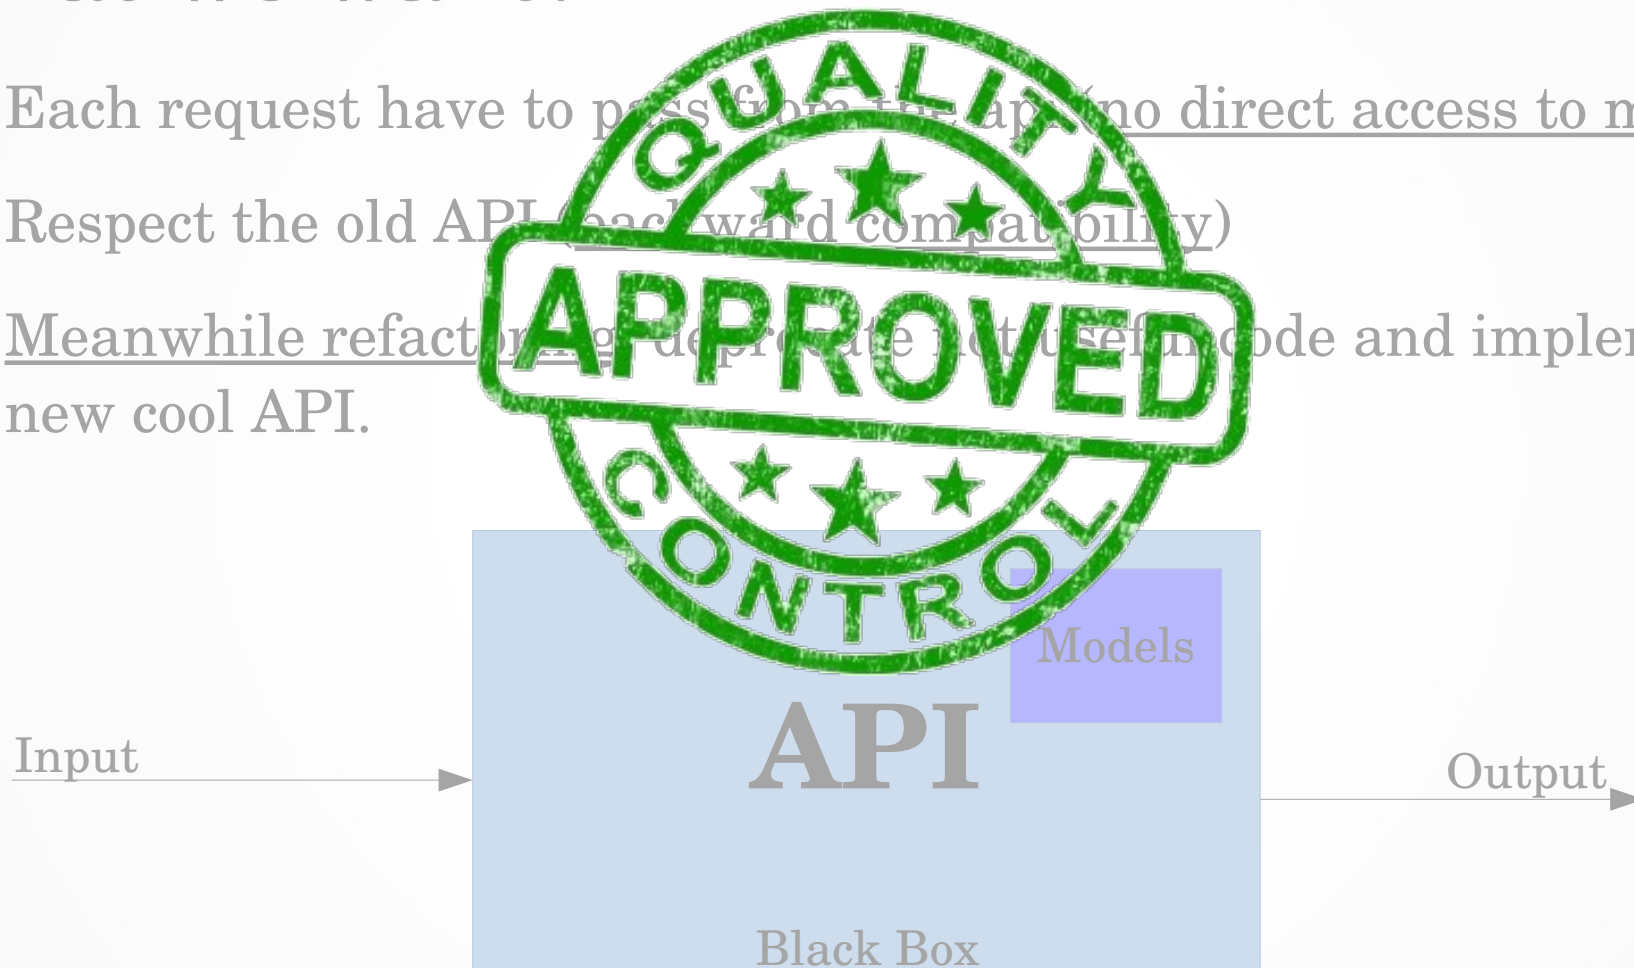 Each request have to pass from the api (no direct access to m
Respect the old API (backward compatibility)
Meanwhile refactoring, deprecate not useful code and implem
new cool API.
QUALITY
APPROVED
CONTROL
Models
API
Input
Output
Black Box